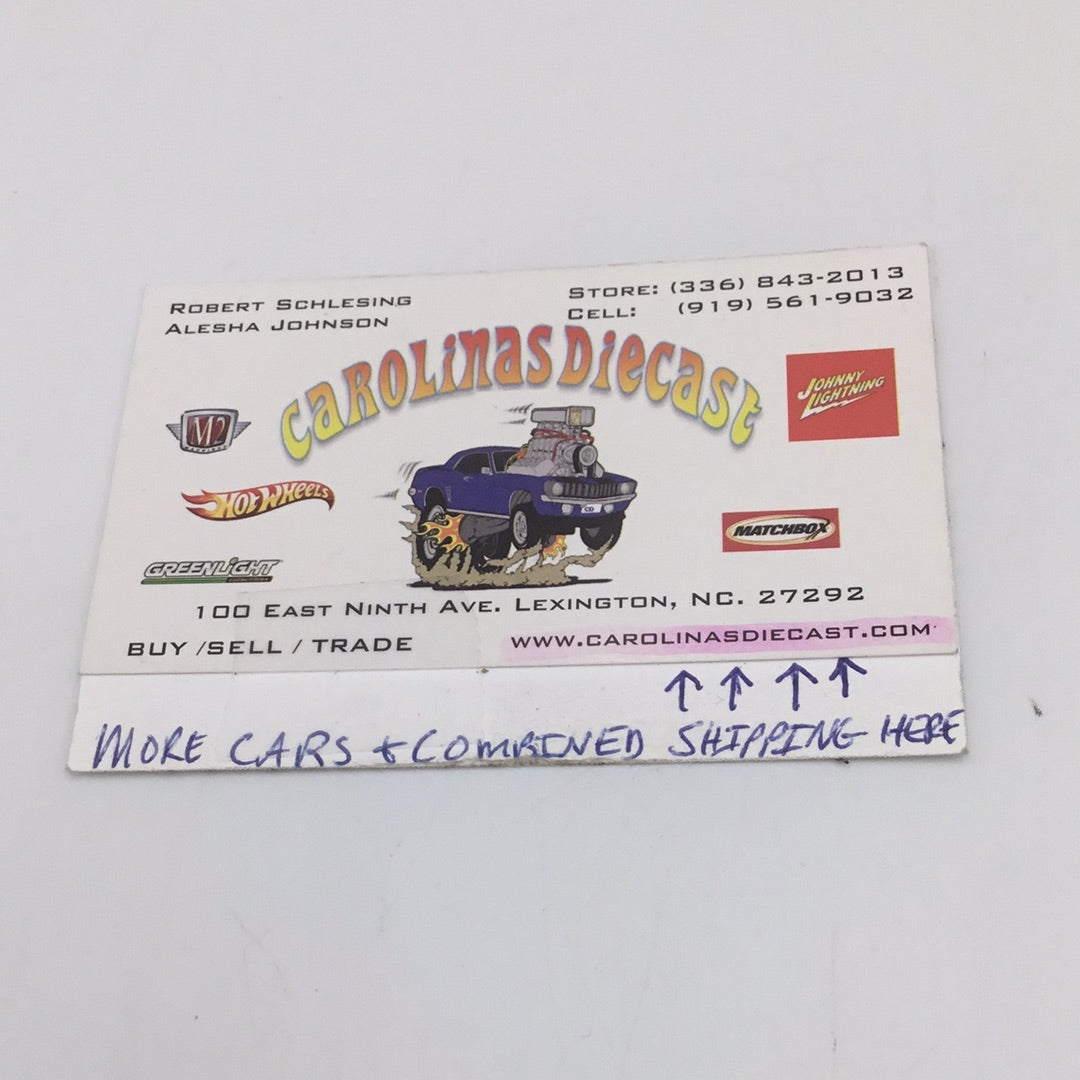 ROBERT SCHLESING
ALESHA JOHNSON
STORE: (336) 843-2013
CELL: (919) 561-9032
CAROLINAS DIECAST
M2
JOHNNY
LIGHTNING
HOT WHEELS
MATCHBOX
GREENLIGHT
100 EAST NINTH AVE. LEXINGTON, NC. 27292
BUY /SELL / TRADE
WWW.CAROLINASDIECAST.COM
MORE CARS & COMBINED SHIPPING HERE